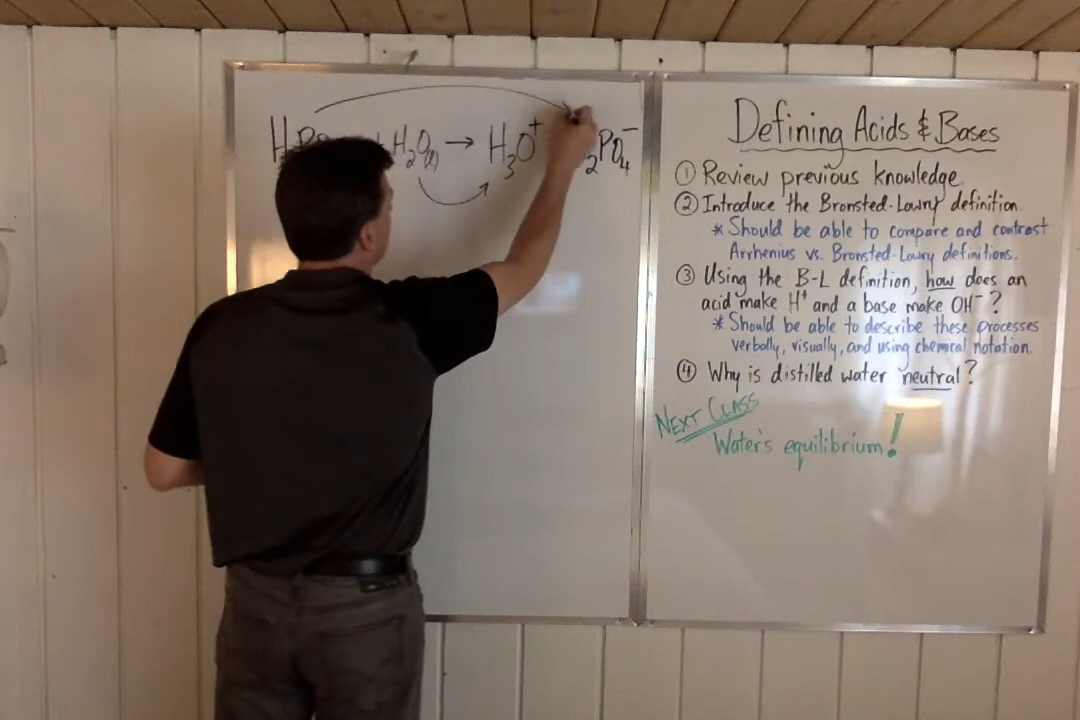 H PO + H₂O(l) → H₃O⁺ ₂PO₄⁻
Defining Acids & Bases
① Review previous knowledge
② Introduce the Bronsted-Lowry definition.
* Should be able to compare and contrast
Arrhenius vs. Bronsted-Lowry definitions.
③ Using the B-L definition, how does an
acid make H⁺ and a base make OH⁻?
* Should be able to describe these processes
verbally, visually, and using chemical notation.
④ Why is distilled water neutral?
NEXT CLASS
Water's equilibrium!